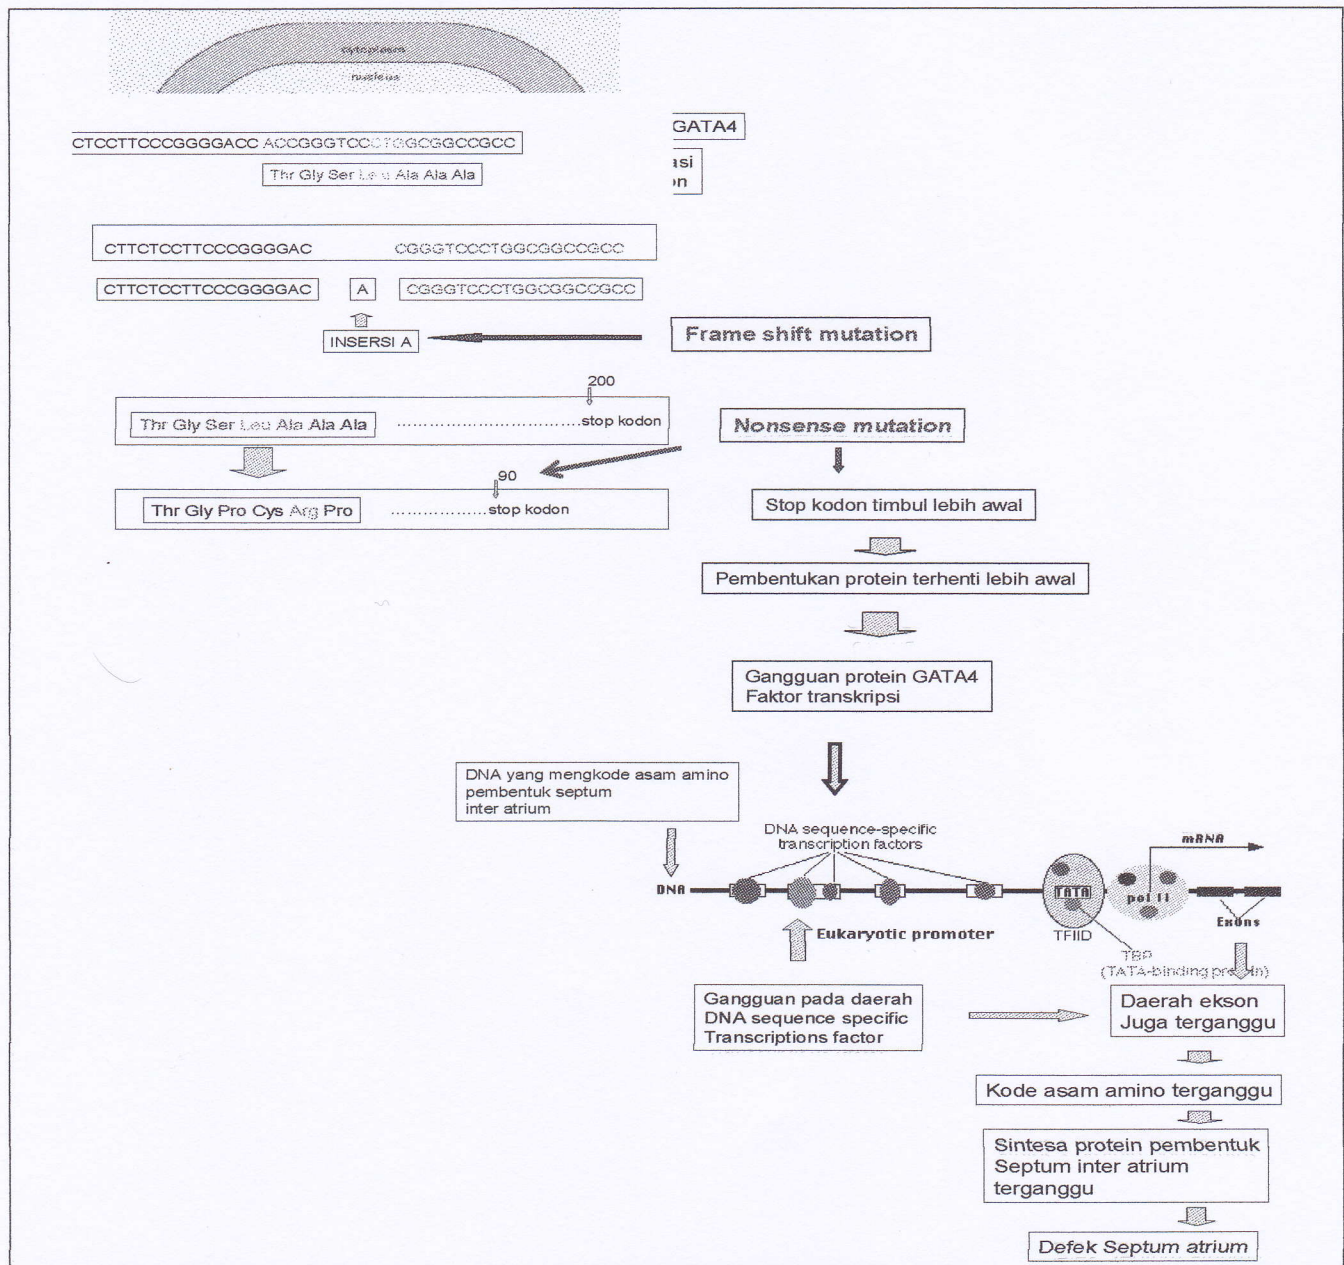 cytoplasm
nucleus
GATA4
CTCCTTCCCGGGGACC ACCGGGTCCCTGGCGGCCGCC
asi
on
Thr Gly Ser Leu Ala Ala Ala
CTTCTCCTTCCCGGGGAC CGGGTCCCTGGCGGCCGCC
CTTCTCCTTCCCGGGGAC A CGGGTCCCTGGCGGCCGCC
INSERSI A
Frame shift mutation
200
Thr Gly Ser Leu Ala Ala Ala ................................stop kodon
Nonsense mutation
90
Thr Gly Pro Cys Arg Pro .................stop kodon
Stop kodon timbul lebih awal
Pembentukan protein terhenti lebih awal
Gangguan protein GATA4
Faktor transkripsi
DNA yang mengkode asam amino
pembentuk septum
inter atrium
DNA sequence-specific
transcription factors
mRNA
DNA
TATA
pol II
Exons
Eukaryotic promoter
TFIID
TBP
(TATA-binding protein)
Gangguan pada daerah
DNA sequence specific
Transcriptions factor
Daerah ekson
Juga terganggu
Kode asam amino terganggu
Sintesa protein pembentuk
Septum inter atrium
terganggu
Defek Septum atrium